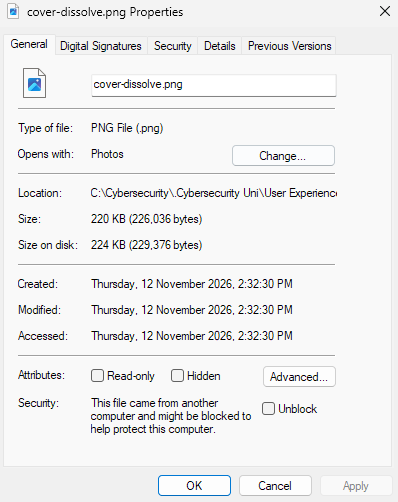 cover-dissolve.png Properties
General Digital Signatures Security Details Previous Versions
cover-dissolve.png
Type of file: PNG File (.png)
Opens with: Photos Change...
Location: C:\Cybersecurity\.Cybersecurity Uni\User Experience
Size: 220 KB (226,036 bytes)
Size on disk: 224 KB (229,376 bytes)
Created: Thursday, 12 November 2026, 2:32:30 PM
Modified: Thursday, 12 November 2026, 2:32:30 PM
Accessed: Thursday, 12 November 2026, 2:32:30 PM
Attributes: Read-only Hidden Advanced...
Security: This file came from another
computer and might be blocked to Unblock
help protect this computer.
OK Cancel Apply